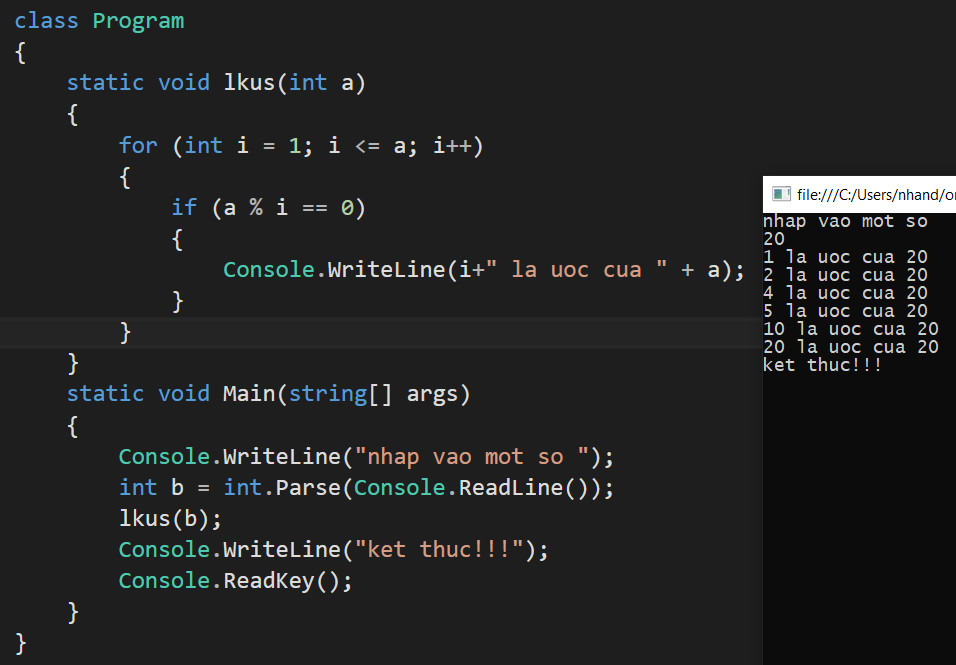 class Program
{
    static void lkus(int a)
    {
        for (int i = 1; i <= a; i++)
        {
            if (a % i == 0)
            {
                Console.WriteLine(i+" la uoc cua " + a);
            }
        }
    }
    static void Main(string[] args)
    {
        Console.WriteLine("nhap vao mot so ");
        int b = int.Parse(Console.ReadLine());
        lkus(b);
        Console.WriteLine("ket thuc!!!");
        Console.ReadKey();
    }
}
file:///C:/Users/nhand/
nhap vao mot so
20
1 la uoc cua 20
2 la uoc cua 20
4 la uoc cua 20
5 la uoc cua 20
10 la uoc cua 20
20 la uoc cua 20
ket thuc!!!